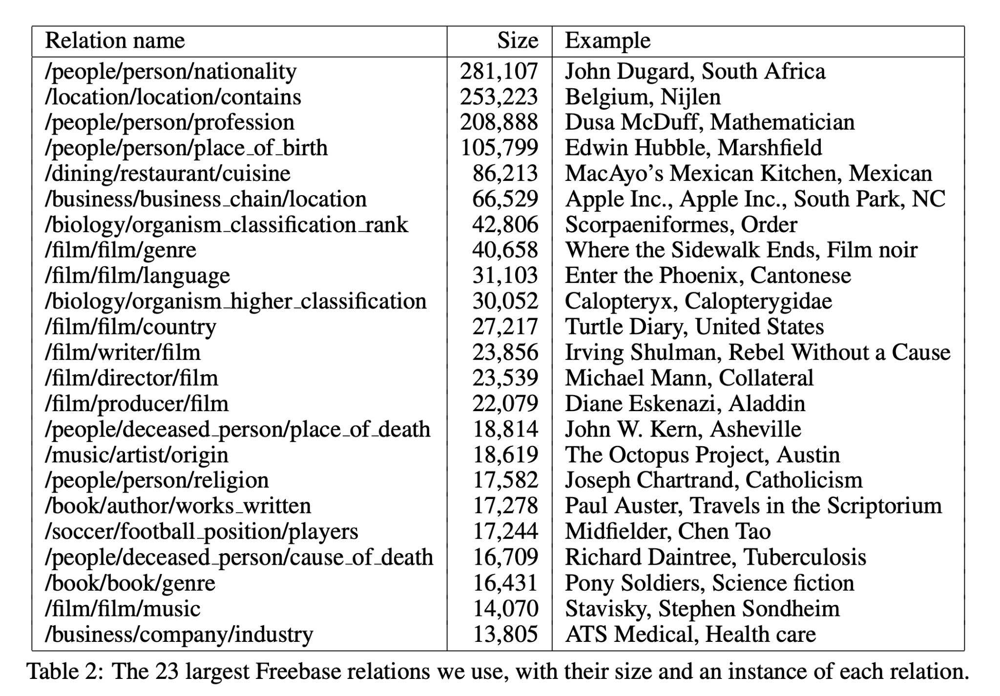 Relation name Size Example
/people/person/nationality 281,107 John Dugard, South Africa
/location/location/contains 253,223 Belgium, Nijlen
/people/person/profession 208,888 Dusa McDuff, Mathematician
/people/person/place_of_birth 105,799 Edwin Hubble, Marshfield
/dining/restaurant/cuisine 86,213 MacAyo’s Mexican Kitchen, Mexican
/business/business_chain/location 66,529 Apple Inc., Apple Inc., South Park, NC
/biology/organism_classification_rank 42,806 Scorpaeniformes, Order
/film/film/genre 40,658 Where the Sidewalk Ends, Film noir
/film/film/language 31,103 Enter the Phoenix, Cantonese
/biology/organism_higher_classification 30,052 Calopteryx, Calopterygidae
/film/film/country 27,217 Turtle Diary, United States
/film/writer/film 23,856 Irving Shulman, Rebel Without a Cause
/film/director/film 23,539 Michael Mann, Collateral
/film/producer/film 22,079 Diane Eskenazi, Aladdin
/people/deceased_person/place_of_death 18,814 John W. Kern, Asheville
/music/artist/origin 18,619 The Octopus Project, Austin
/people/person/religion 17,582 Joseph Chartrand, Catholicism
/book/author/works_written 17,278 Paul Auster, Travels in the Scriptorium
/soccer/football_position/players 17,244 Midfielder, Chen Tao
/people/deceased_person/cause_of_death 16,709 Richard Daintree, Tuberculosis
/book/book/genre 16,431 Pony Soldiers, Science fiction
/film/film/music 14,070 Stavisky, Stephen Sondheim
/business/company/industry 13,805 ATS Medical, Health care
Table 2: The 23 largest Freebase relations we use, with their size and an instance of each relation.